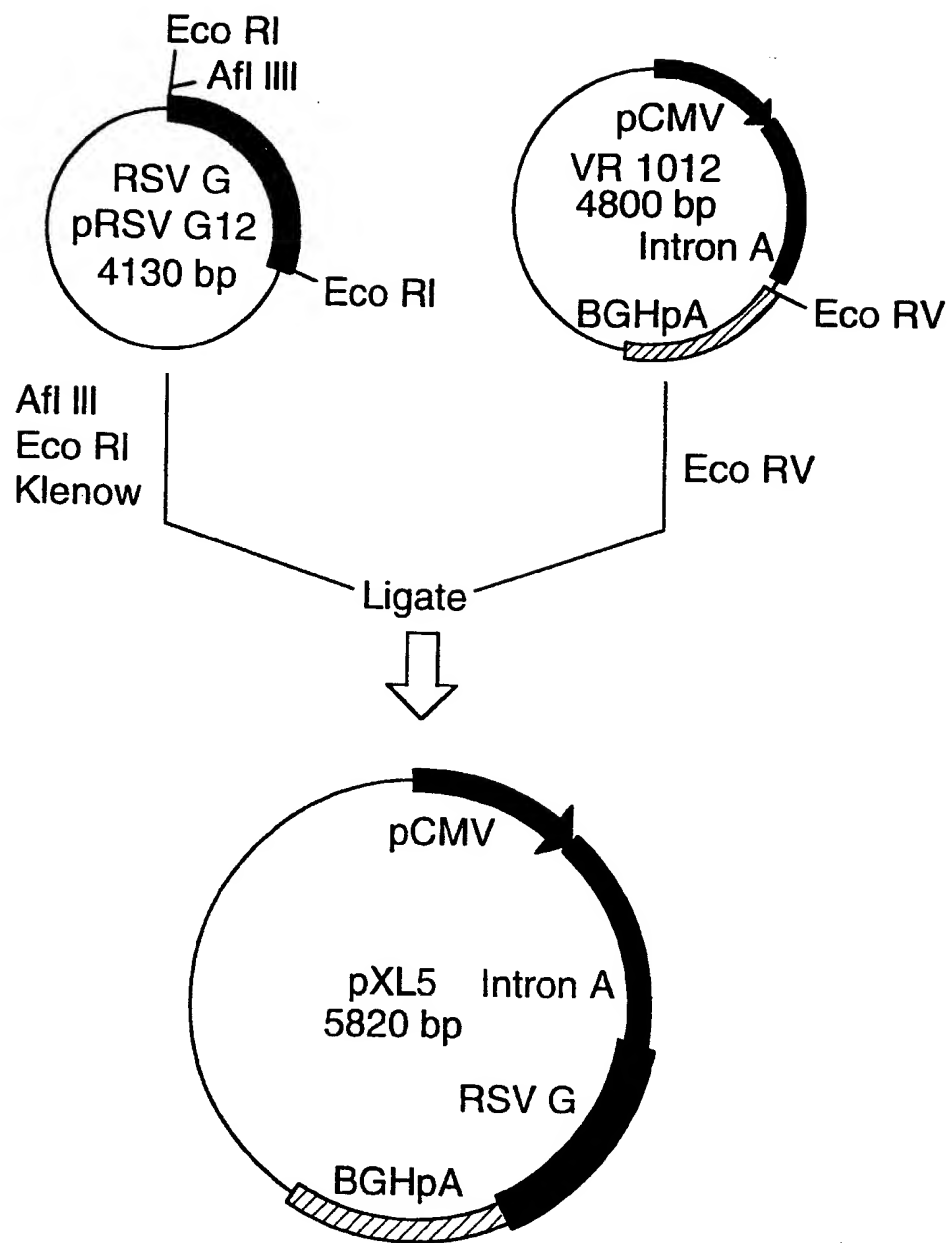 Eco RI
Afl IIII
RSV G
pRSV G12
4130 bp
Eco RI
pCMV
VR 1012
4800 bp
Intron A
BGHpA
Eco RV
Afl III
Eco RI
Klenow
Eco RV
Ligate
pCMV
pXL5
5820 bp
Intron A
RSV G
BGHpA